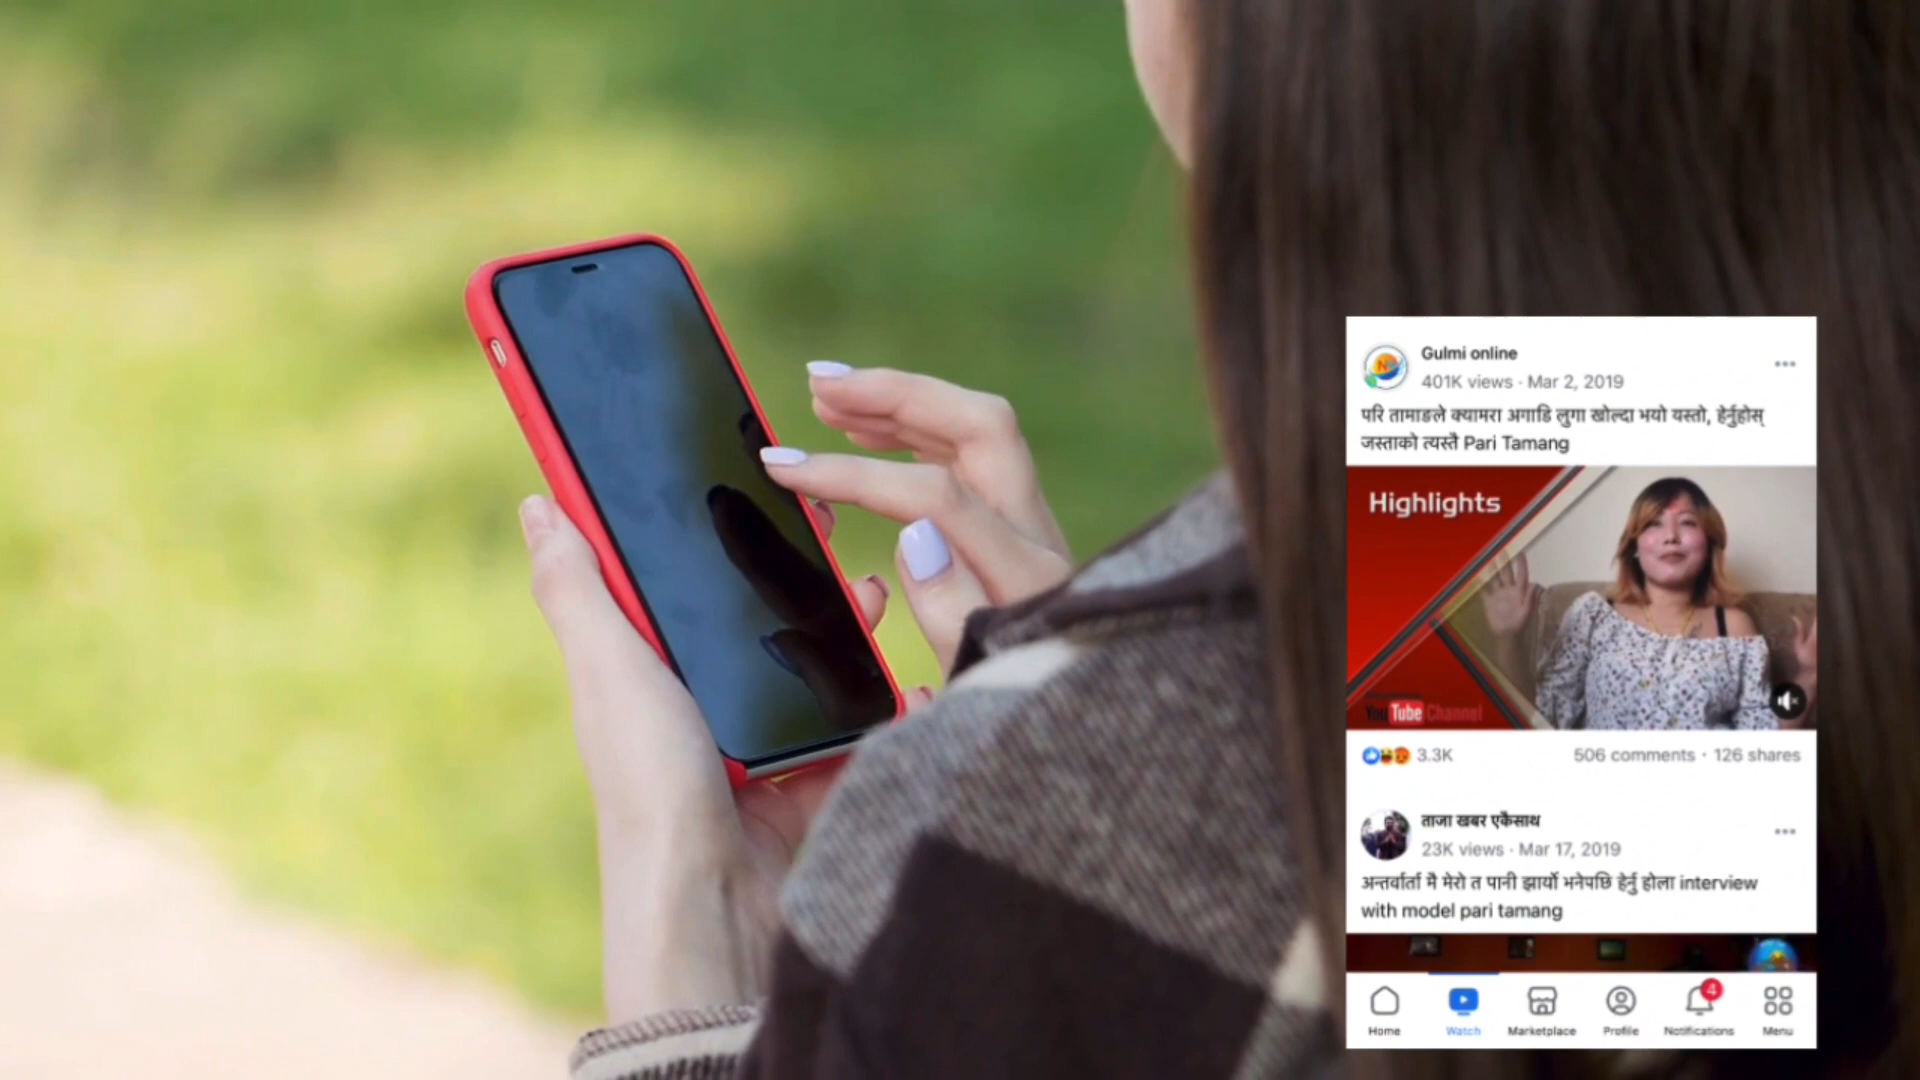 Gulmi online
401K views · Mar 2, 2019
परि तामाङले क्यामरा अगाडि लुगा खोल्दा भयो यस्तो, हेर्नुहोस्
जस्ताको त्यस्तै Pari Tamang
Highlights
YouTube Channel
3.3K
506 comments · 126 shares
ताजा खबर एकैसाथ
23K views · Mar 17, 2019
अन्तर्वार्ता मै मेरो त पानी झार्यो भनेपछि हेर्नु होला interview
with model pari tamang
4
Home
Watch
Marketplace
Profile
Notifications
Menu